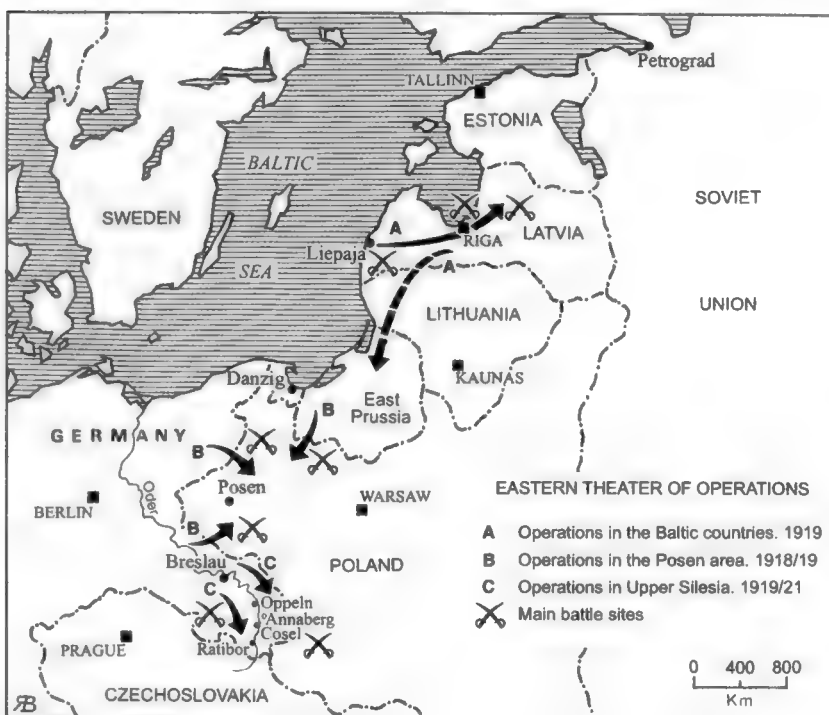 Petrograd
TALLINN
ESTONIA
BALTIC
SOVIET
SWEDEN
A
LATVIA
RIGA
Liepaja
SEA
A
UNION
LITHUANIA
Danzig
KAUNAS
East
Prussia
B
GERMANY
B
Posen
Oder
BERLIN
WARSAW
B
POLAND
Breslau
C
C
Oppeln
Annaberg
Cosel
Ratibor
PRAGUE
CZECHOSLOVAKIA
EASTERN THEATER OF OPERATIONS
A Operations in the Baltic countries. 1919
B Operations in the Posen area. 1918/19
C Operations in Upper Silesia. 1919/21
Main battle sites
0 400 800
Km